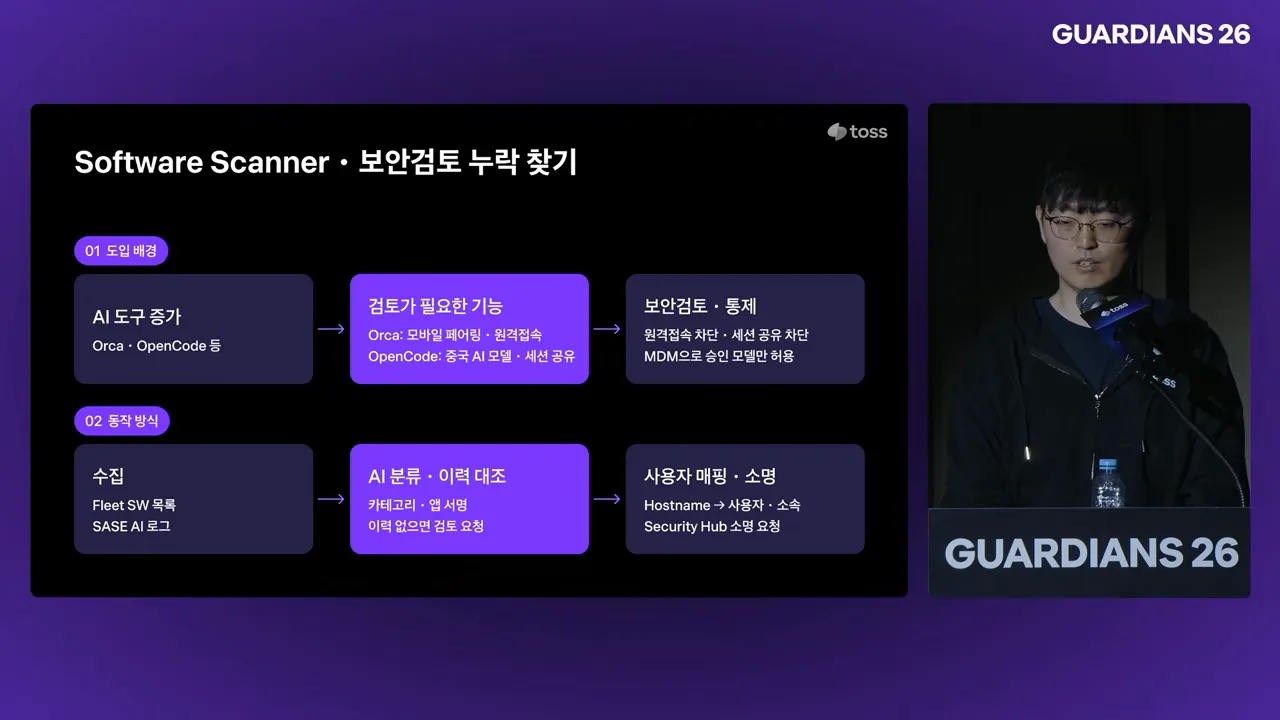 GUARDIANS 26
toss
Software Scanner · 보안검토 누락 찾기
01 도입 배경
AI 도구 증가
Orca · OpenCode 등
검토가 필요한 기능
Orca: 모바일 페어링 · 원격접속
OpenCode: 중국 AI 모델 · 세션 공유
보안검토 · 통제
원격접속 차단 · 세션 공유 차단
MDM으로 승인 모델만 허용
02 동작 방식
수집
Fleet SW 목록
SASE AI 로그
AI 분류 · 이력 대조
카테고리 · 앱 서명
이력 없으면 검토 요청
사용자 매핑 · 소명
Hostname → 사용자 · 소속
Security Hub 소명 요청
toss
GUARDIANS 26